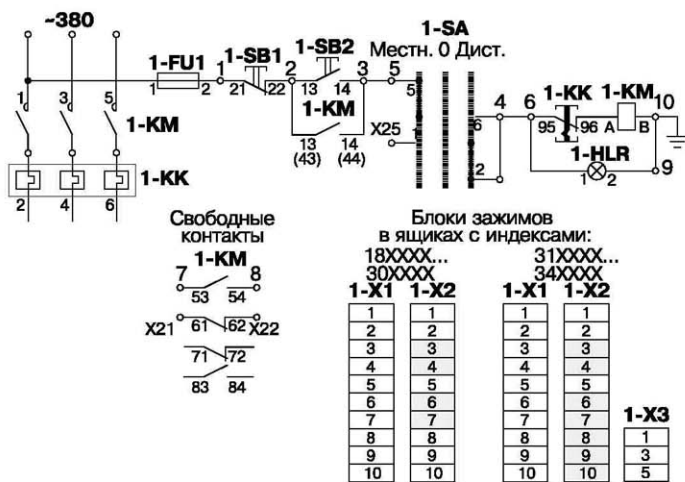 ~380
1-FU1
1-SB1
1-SB2
1-SA
Местн. 0 Дист.
1 2
1
21 22
2
13 14
3
5
5
1-KM
13 14
(43) (44)
X25
1
6
2
4
6
1-KK
95 96
1-KM
A B
10
1-HLR
1 2
9
1 3 5
1-KM
1-KK
2 4 6
Свободные
контакты
1-KM
7 8
53 54
X21 61 62 X22
71 72
83 84
Блоки зажимов
в ящиках с индексами:
18XXXX... 31XXXX...
30XXXX 34XXXX
1-X1 1-X2 1-X1 1-X2
1 1 1 1
2 2 2 2
3 3 3 3
4 4 4 4
5 5 5 5
6 6 6 6
7 7 7 7
1-X3
8 8 8 8 1
9 9 9 9 3
10 10 10 10 5